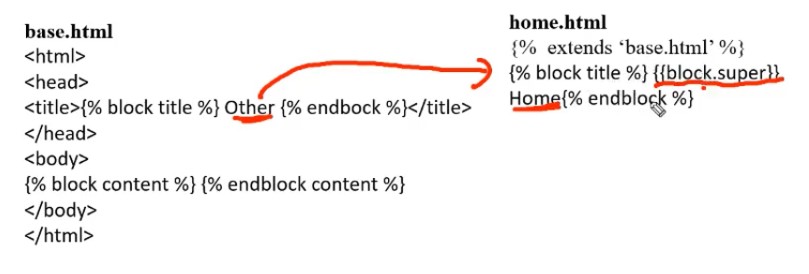 base.html
<html>
<head>
<title>{% block title %} Other {% endbock %}</title>
</head>
<body>
{% block content %} {% endblock content %}
</body>
</html>
home.html
{% extends ‘base.html’ %}
{% block title %} {{block.super}}
Home{% endblock %}